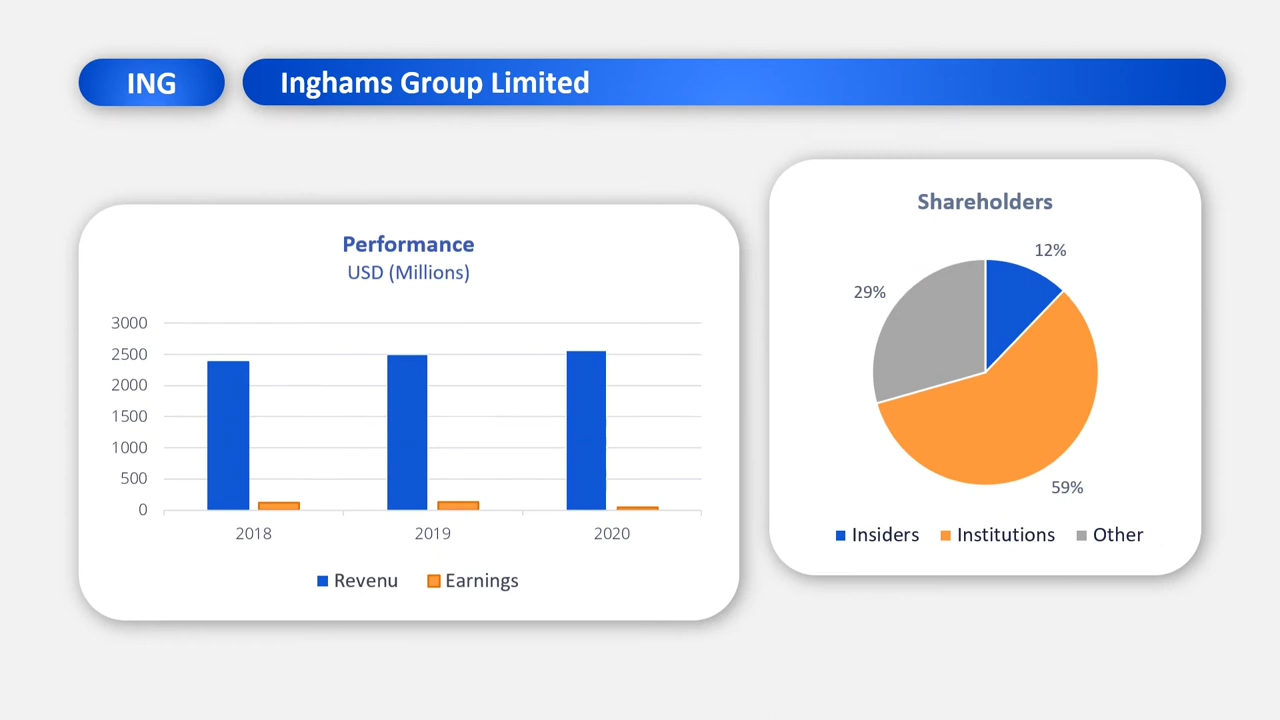 ING
Inghams Group Limited
Performance
USD (Millions)
3000
2500
2000
1500
1000
500
0
2018
2019
2020
Revenu
Earnings
Shareholders
12%
29%
59%
Insiders
Institutions
Other